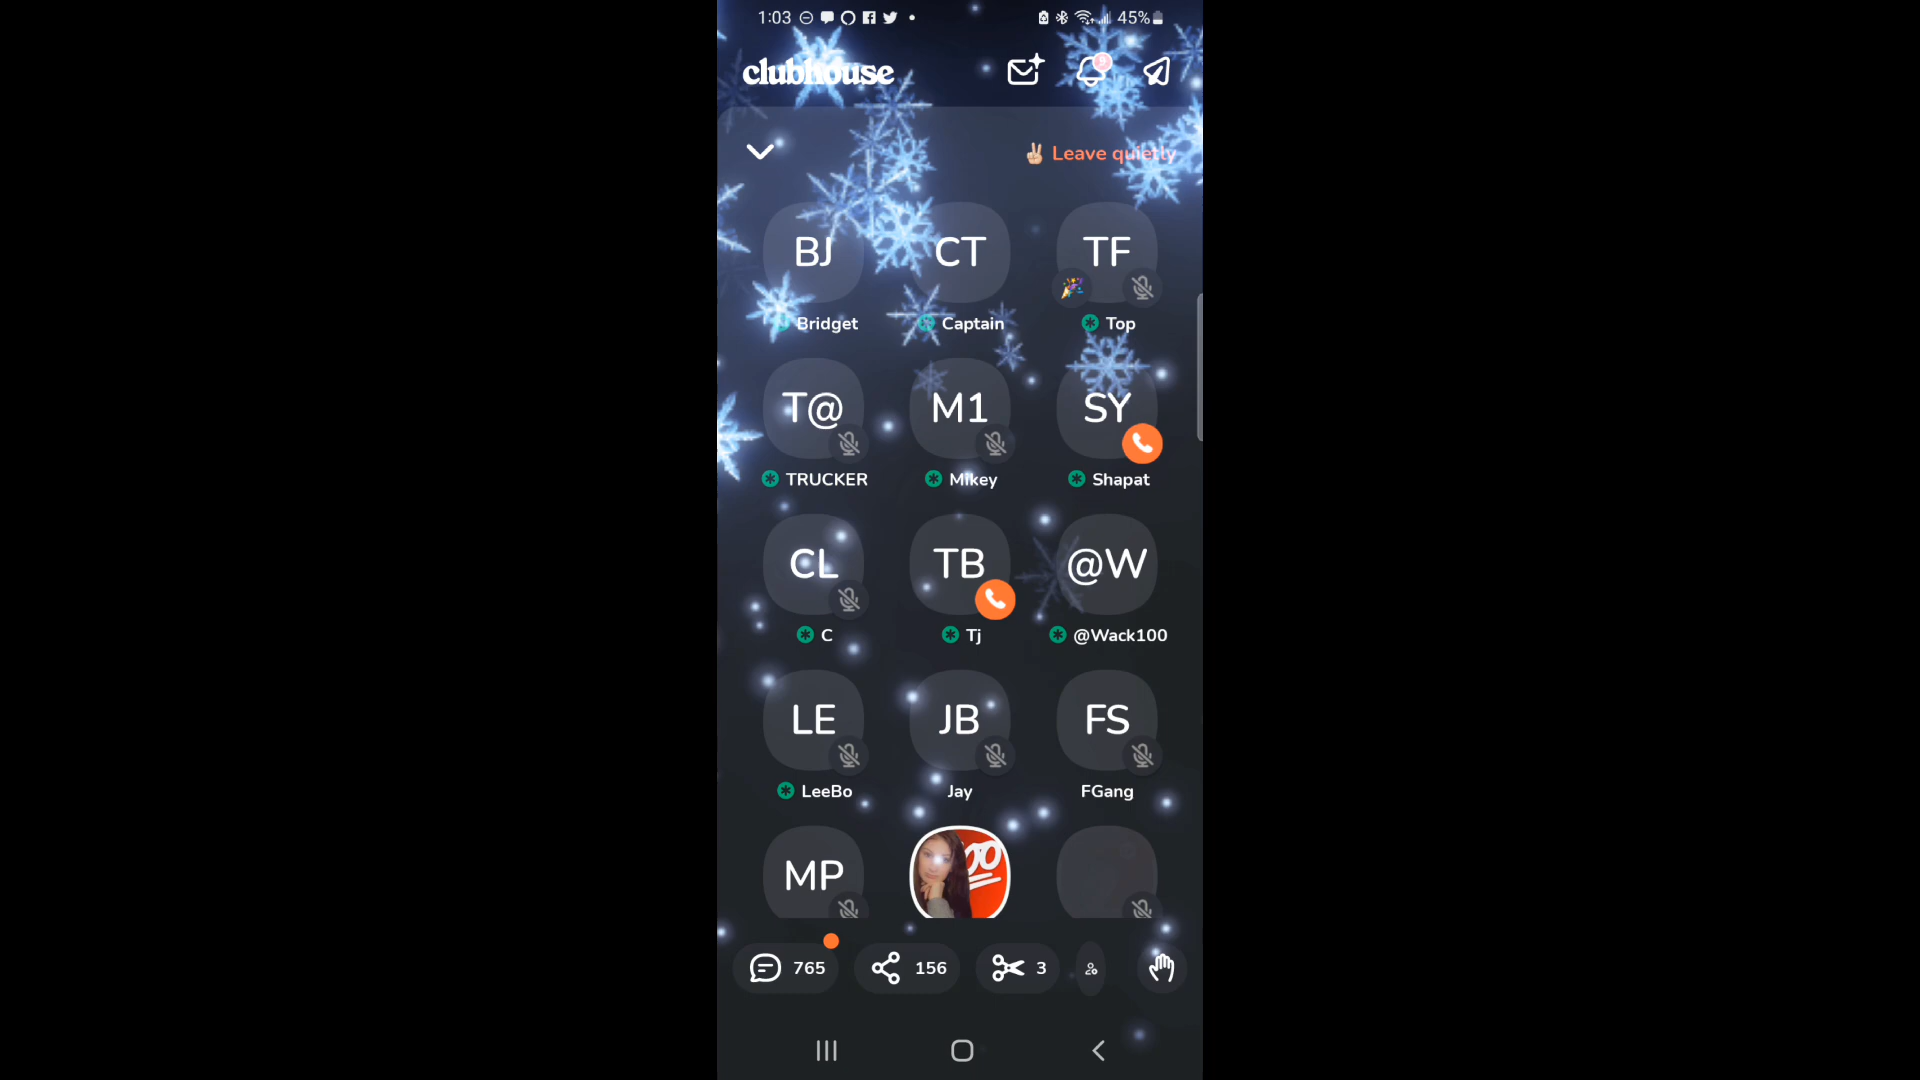 1:03 45%
clubhouse 9
✌🏼 Leave quietly
BJ CT TF
Bridget Captain Top
T@ M1 SY
TRUCKER Mikey Shapat
CL TB @W
C Tj @Wack100
LE JB FS
LeeBo Jay FGang
MP
765 156 3